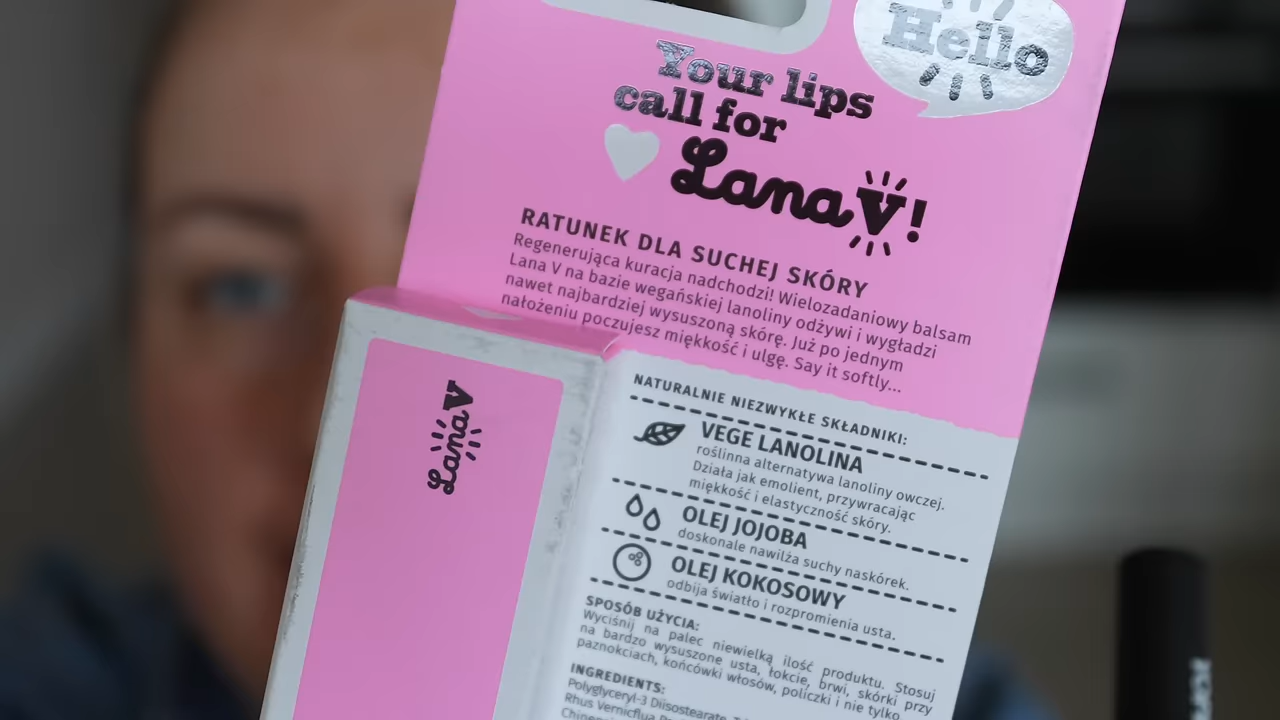 Hello
Your lips
call for
Lana V!
RATUNEK DLA SUCHEJ SKÓRY
Regenerująca kuracja nadchodzi! Wielozadaniowy balsam
Lana V na bazie wegańskiej lanoliny odżywi i wygładzi
nawet najbardziej wysuszoną skórę. Już po jednym
nałożeniu poczujesz miękkość i ulgę. Say it softly...
Lana V
NATURALNIE NIEZWYKŁE SKŁADNIKI:
VEGE LANOLINA
roślinna alternatywa lanoliny owczej.
Działa jak emolient, przywracając
miękkość i elastyczność skóry.
OLEJ JOJOBA
doskonale nawilża suchy naskórek.
OLEJ KOKOSOWY
odbija światło i rozpromienia usta.
SPOSÓB UŻYCIA:
Wyciśnij na palec niewielką ilość produktu. Stosuj
na bardzo wysuszone usta, łokcie, brwi, skórki przy
paznokciach, końcówki włosów, policzki i nie tylko
INGREDIENTS:
Polyglyceryl-3 Diisostearate,
Rhus Verniciflua